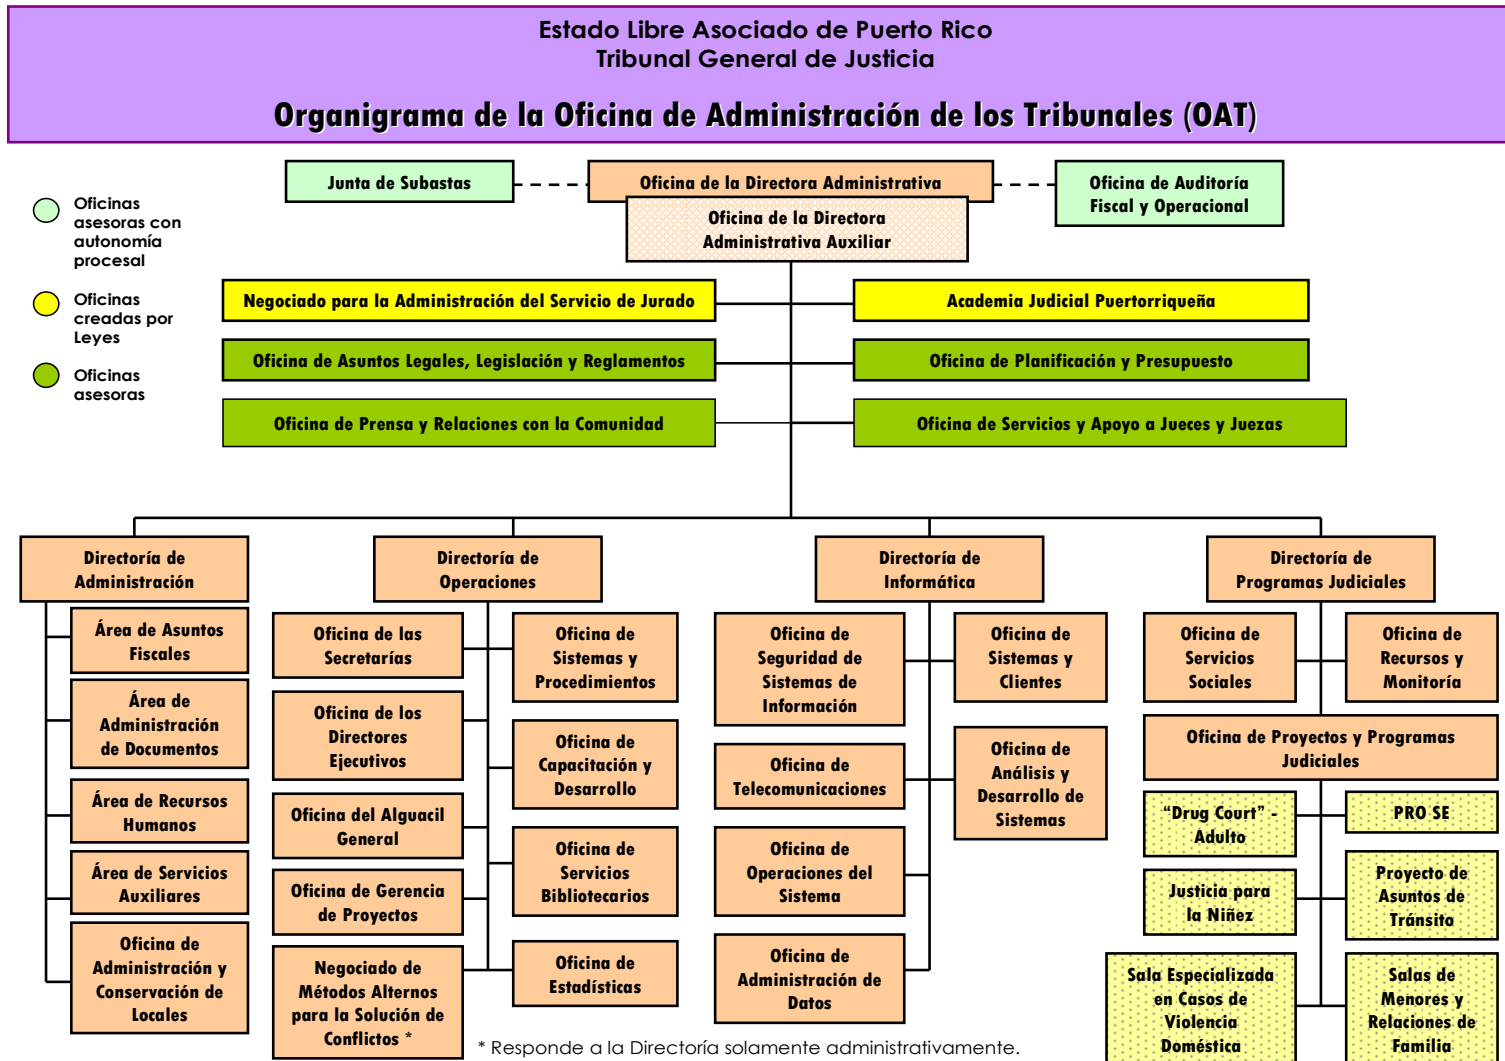 Estado Libre Asociado de Puerto Rico
Tribunal General de Justicia
Organigrama de la Oficina de Administración de los Tribunales (OAT)
Junta de Subastas
Oficina de la Directora Administrativa
Oficina de Auditoría
Fiscal y Operacional
Oficina de la Directora
Administrativa Auxiliar
Oficinas
asesoras con
autonomía
procesal
Oficinas
creadas por
Leyes
Oficinas
asesoras
Negociado para la Administración del Servicio de Jurado
Academia Judicial Puertorriqueña
Oficina de Asuntos Legales, Legislación y Reglamentos
Oficina de Planificación y Presupuesto
Oficina de Prensa y Relaciones con la Comunidad
Oficina de Servicios y Apoyo a Jueces y Juezas
Directoría de
Administración
Área de Asuntos
Fiscales
Área de
Administración
de Documentos
Área de Recursos
Humanos
Área de Servicios
Auxiliares
Oficina de
Administración y
Conservación de
Locales
Directoría de
Operaciones
Oficina de las
Secretarías
Oficina de
Sistemas y
Procedimientos
Oficina de los
Directores
Ejecutivos
Oficina de
Capacitación y
Desarrollo
Oficina del Alguacil
General
Oficina de
Servicios
Bibliotecarios
Oficina de Gerencia
de Proyectos
Negociado de
Métodos Alternos
para la Solución de
Conflictos *
Oficina de
Estadísticas
Directoría de
Informática
Oficina de
Seguridad de
Sistemas de
Información
Oficina de
Sistemas y
Clientes
Oficina de
Telecomunicaciones
Oficina de
Análisis y
Desarrollo de
Sistemas
Oficina de
Operaciones del
Sistema
Oficina de
Administración de
Datos
Directoría de
Programas Judiciales
Oficina de
Servicios
Sociales
Oficina de
Recursos y
Monitoría
Oficina de Proyectos y Programas
Judiciales
“Drug Court” -
Adulto
PRO SE
Justicia para
la Niñez
Proyecto de
Asuntos de
Tránsito
Sala Especializada
en Casos de
Violencia
Doméstica
Salas de
Menores y
Relaciones de
Familia
* Responde a la Directoría solamente administrativamente.